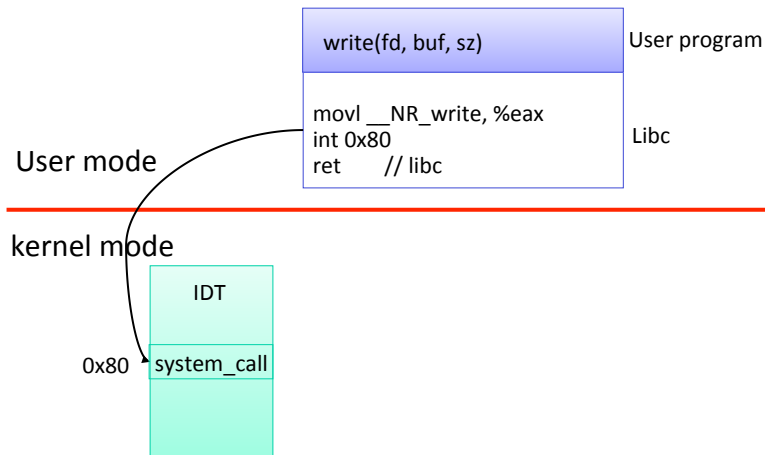 write(fd, buf, sz)
User program
movl __NR_write, %eax
int 0x80
ret // libc
Libc
User mode
kernel mode
IDT
0x80
system_call